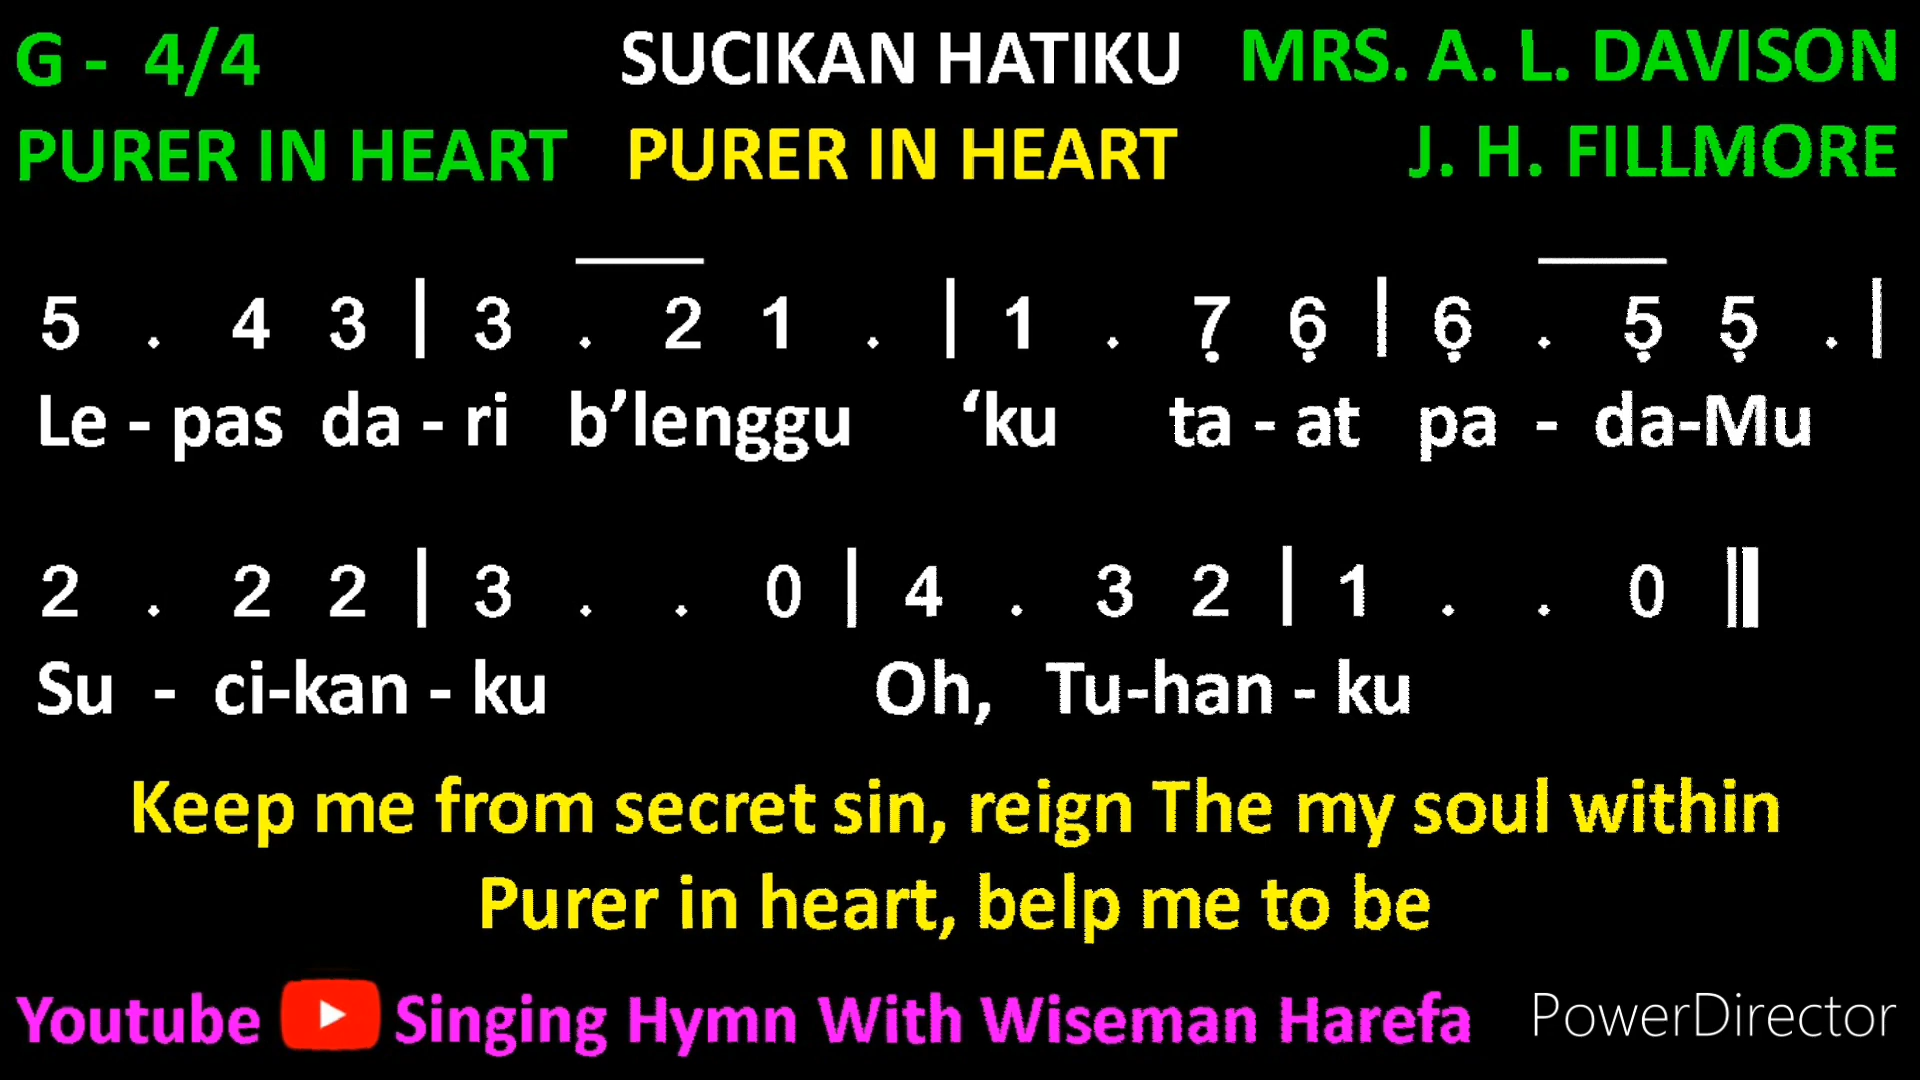 G - 4/4 SUCIKAN HATIKU MRS. A. L. DAVISON
PURER IN HEART PURER IN HEART J. H. FILLMORE
5 . 4 3 | 3 . 2 1 . | 1 . 7̣ 6̣ | 6̣ . 5̣ 5̣ . |
Le - pas da - ri b’lenggu ‘ku ta - at pa - da-Mu
2 . 2 2 | 3 . . 0 | 4 . 3 2 | 1 . . 0 ||
Su - ci-kan - ku Oh, Tu-han - ku
Keep me from secret sin, reign The my soul within
Purer in heart, belp me to be
Youtube Singing Hymn With Wiseman Harefa PowerDirector